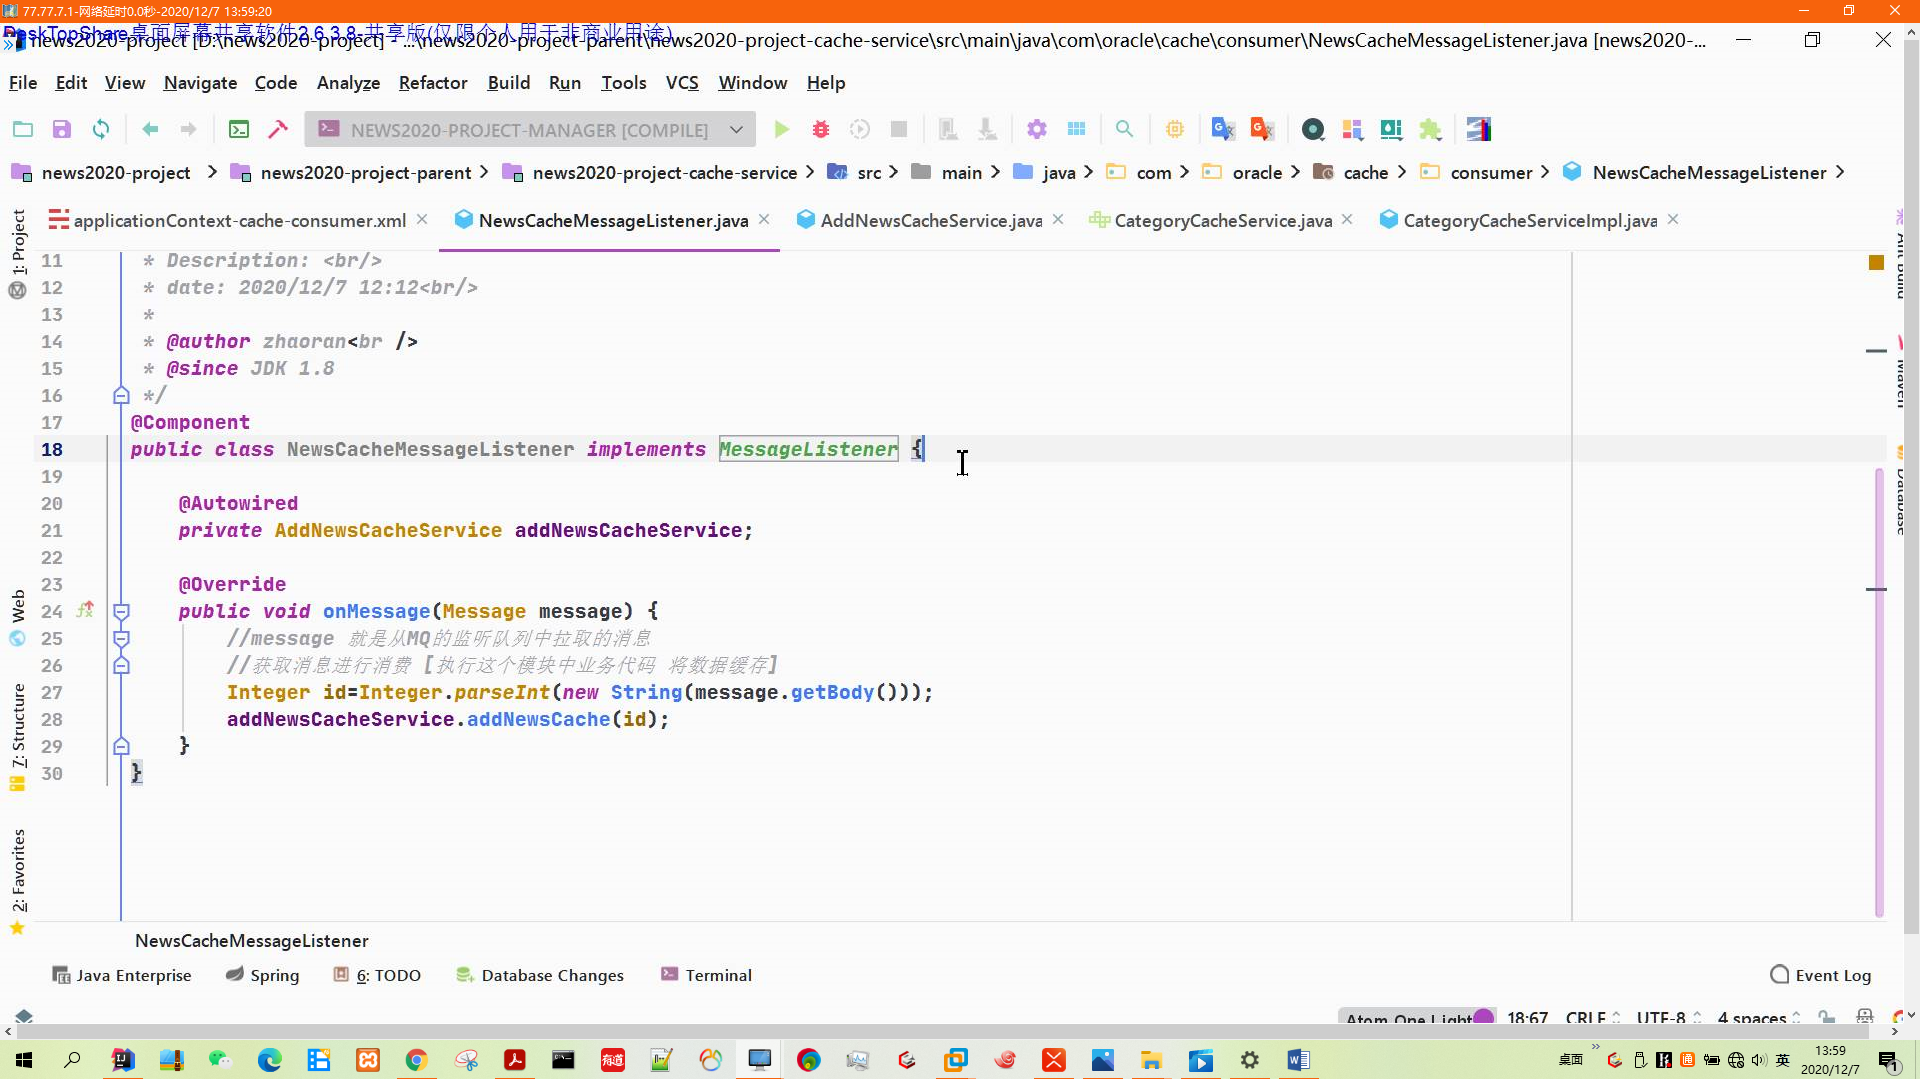 77.77.7.1-网络延时0.0秒-2020/12/7 13:59:20
DeskTopShare桌面屏幕共享软件2.6.3.8-共享版(仅限个人用于非商业用途)
news2020-project [D:\news2020-project] - ...\news2020-project-parent\news2020-project-cache-service\src\main\java\com\oracle\cache\consumer\NewsCacheMessageListener.java [news2020-...
File Edit View Navigate Code Analyze Refactor Build Run Tools VCS Window Help
NEWS2020-PROJECT-MANAGER [COMPILE]
news2020-project news2020-project-parent news2020-project-cache-service src main java com oracle cache consumer NewsCacheMessageListener
applicationContext-cache-consumer.xml NewsCacheMessageListener.java AddNewsCacheService.java CategoryCacheService.java CategoryCacheServiceImpl.java
1: Project
Ant Build
Maven
Database
Web
7: Structure
2: Favorites
11 * Description: <br/>
12 * date: 2020/12/7 12:12<br/>
13 *
14 * @author zhaoran<br />
15 * @since JDK 1.8
16 */
17 @Component
18 public class NewsCacheMessageListener implements MessageListener {
19
20 @Autowired
21 private AddNewsCacheService addNewsCacheService;
22
23 @Override
24 public void onMessage(Message message) {
25 //message 就是从MQ的监听队列中拉取的消息
26 //获取消息进行消费 [执行这个模块中业务代码 将数据缓存]
27 Integer id=Integer.parseInt(new String(message.getBody()));
28 addNewsCacheService.addNewsCache(id);
29 }
30 }
NewsCacheMessageListener
Java Enterprise Spring 6: TODO Database Changes Terminal Event Log
Atom One Light 18:67 CRLF UTF-8 4 spaces
桌面 英 13:59
2020/12/7